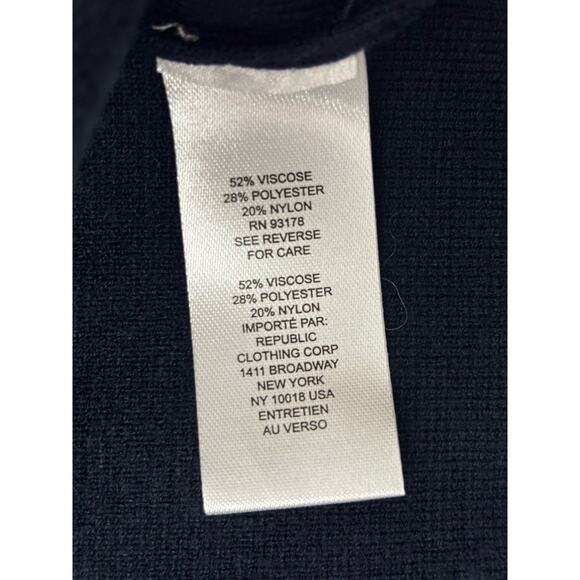 52% VISCOSE
28% POLYESTER
20% NYLON
RN 93178
SEE REVERSE
FOR CARE
52% VISCOSE
28% POLYESTER
20% NYLON
IMPORTÉ PAR:
REPUBLIC
CLOTHING CORP
1411 BROADWAY
NEW YORK
NY 10018 USA
ENTRETIEN
AU VERSO